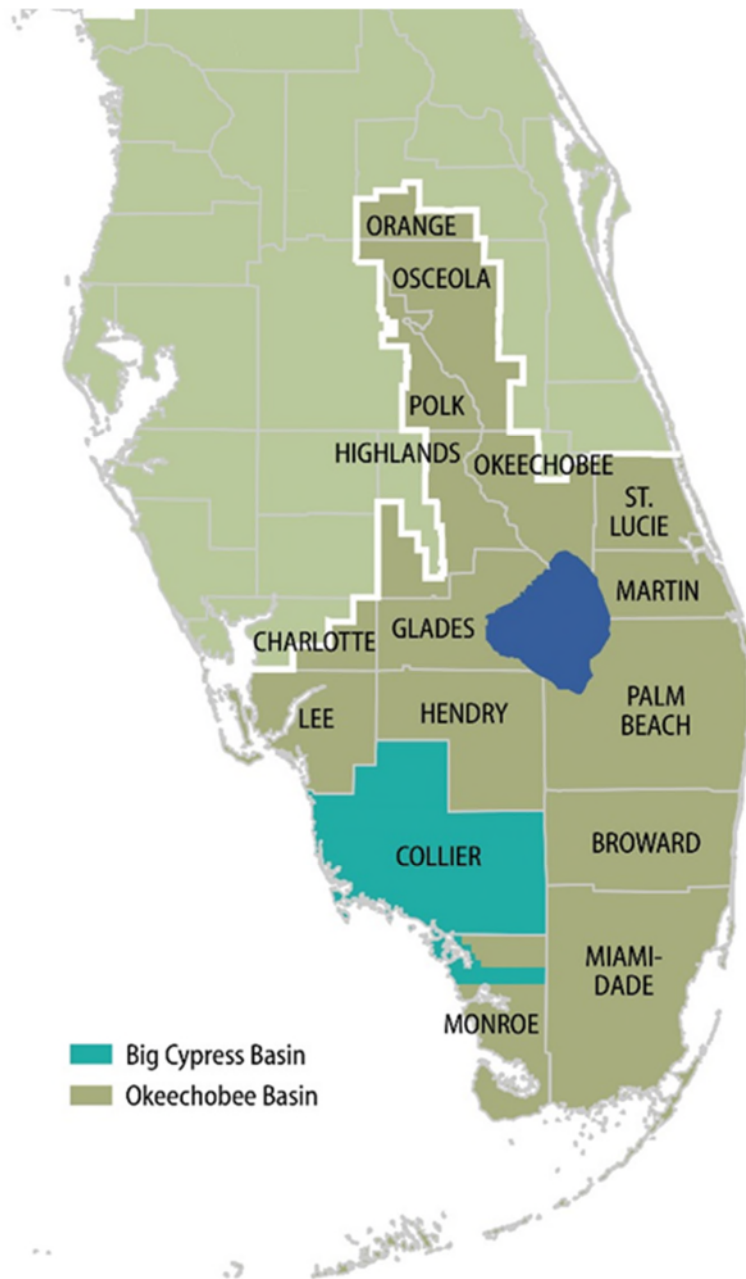 ORANGE
OSCEOLA
POLK
HIGHLANDS
OKEECHOBEE
ST.
LUCIE
MARTIN
CHARLOTTE
GLADES
LEE
HENDRY
PALM
BEACH
COLLIER
BROWARD
MIAMI-
DADE
MONROE
Big Cypress Basin
Okeechobee Basin